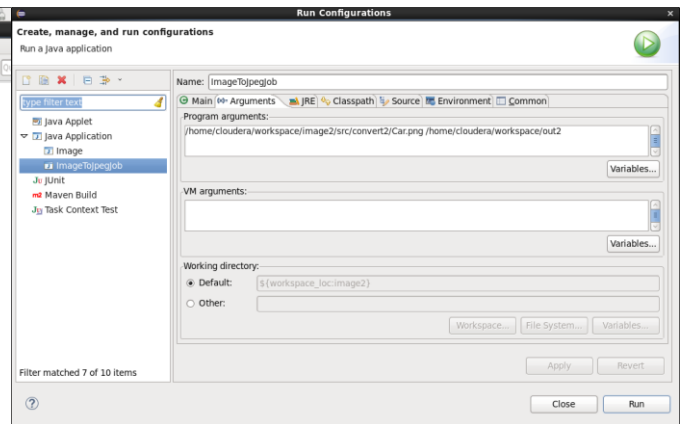 Run Configurations
Create, manage, and run configurations
Run a Java application
type filter text
Java Applet
Java Application
Image
ImageToJpegJob
JUnit
Maven Build
Task Context Test
Filter matched 7 of 10 items
Name: ImageToJpegJob
Main Arguments JRE Classpath Source Environment Common
Program arguments:
/home/cloudera/workspace/image2/src/convert2/Car.png /home/cloudera/workspace/out2
Variables...
VM arguments:
Variables...
Working directory:
Default: ${workspace_loc:image2}
Other:
Workspace... File System... Variables...
Apply Revert
Close Run